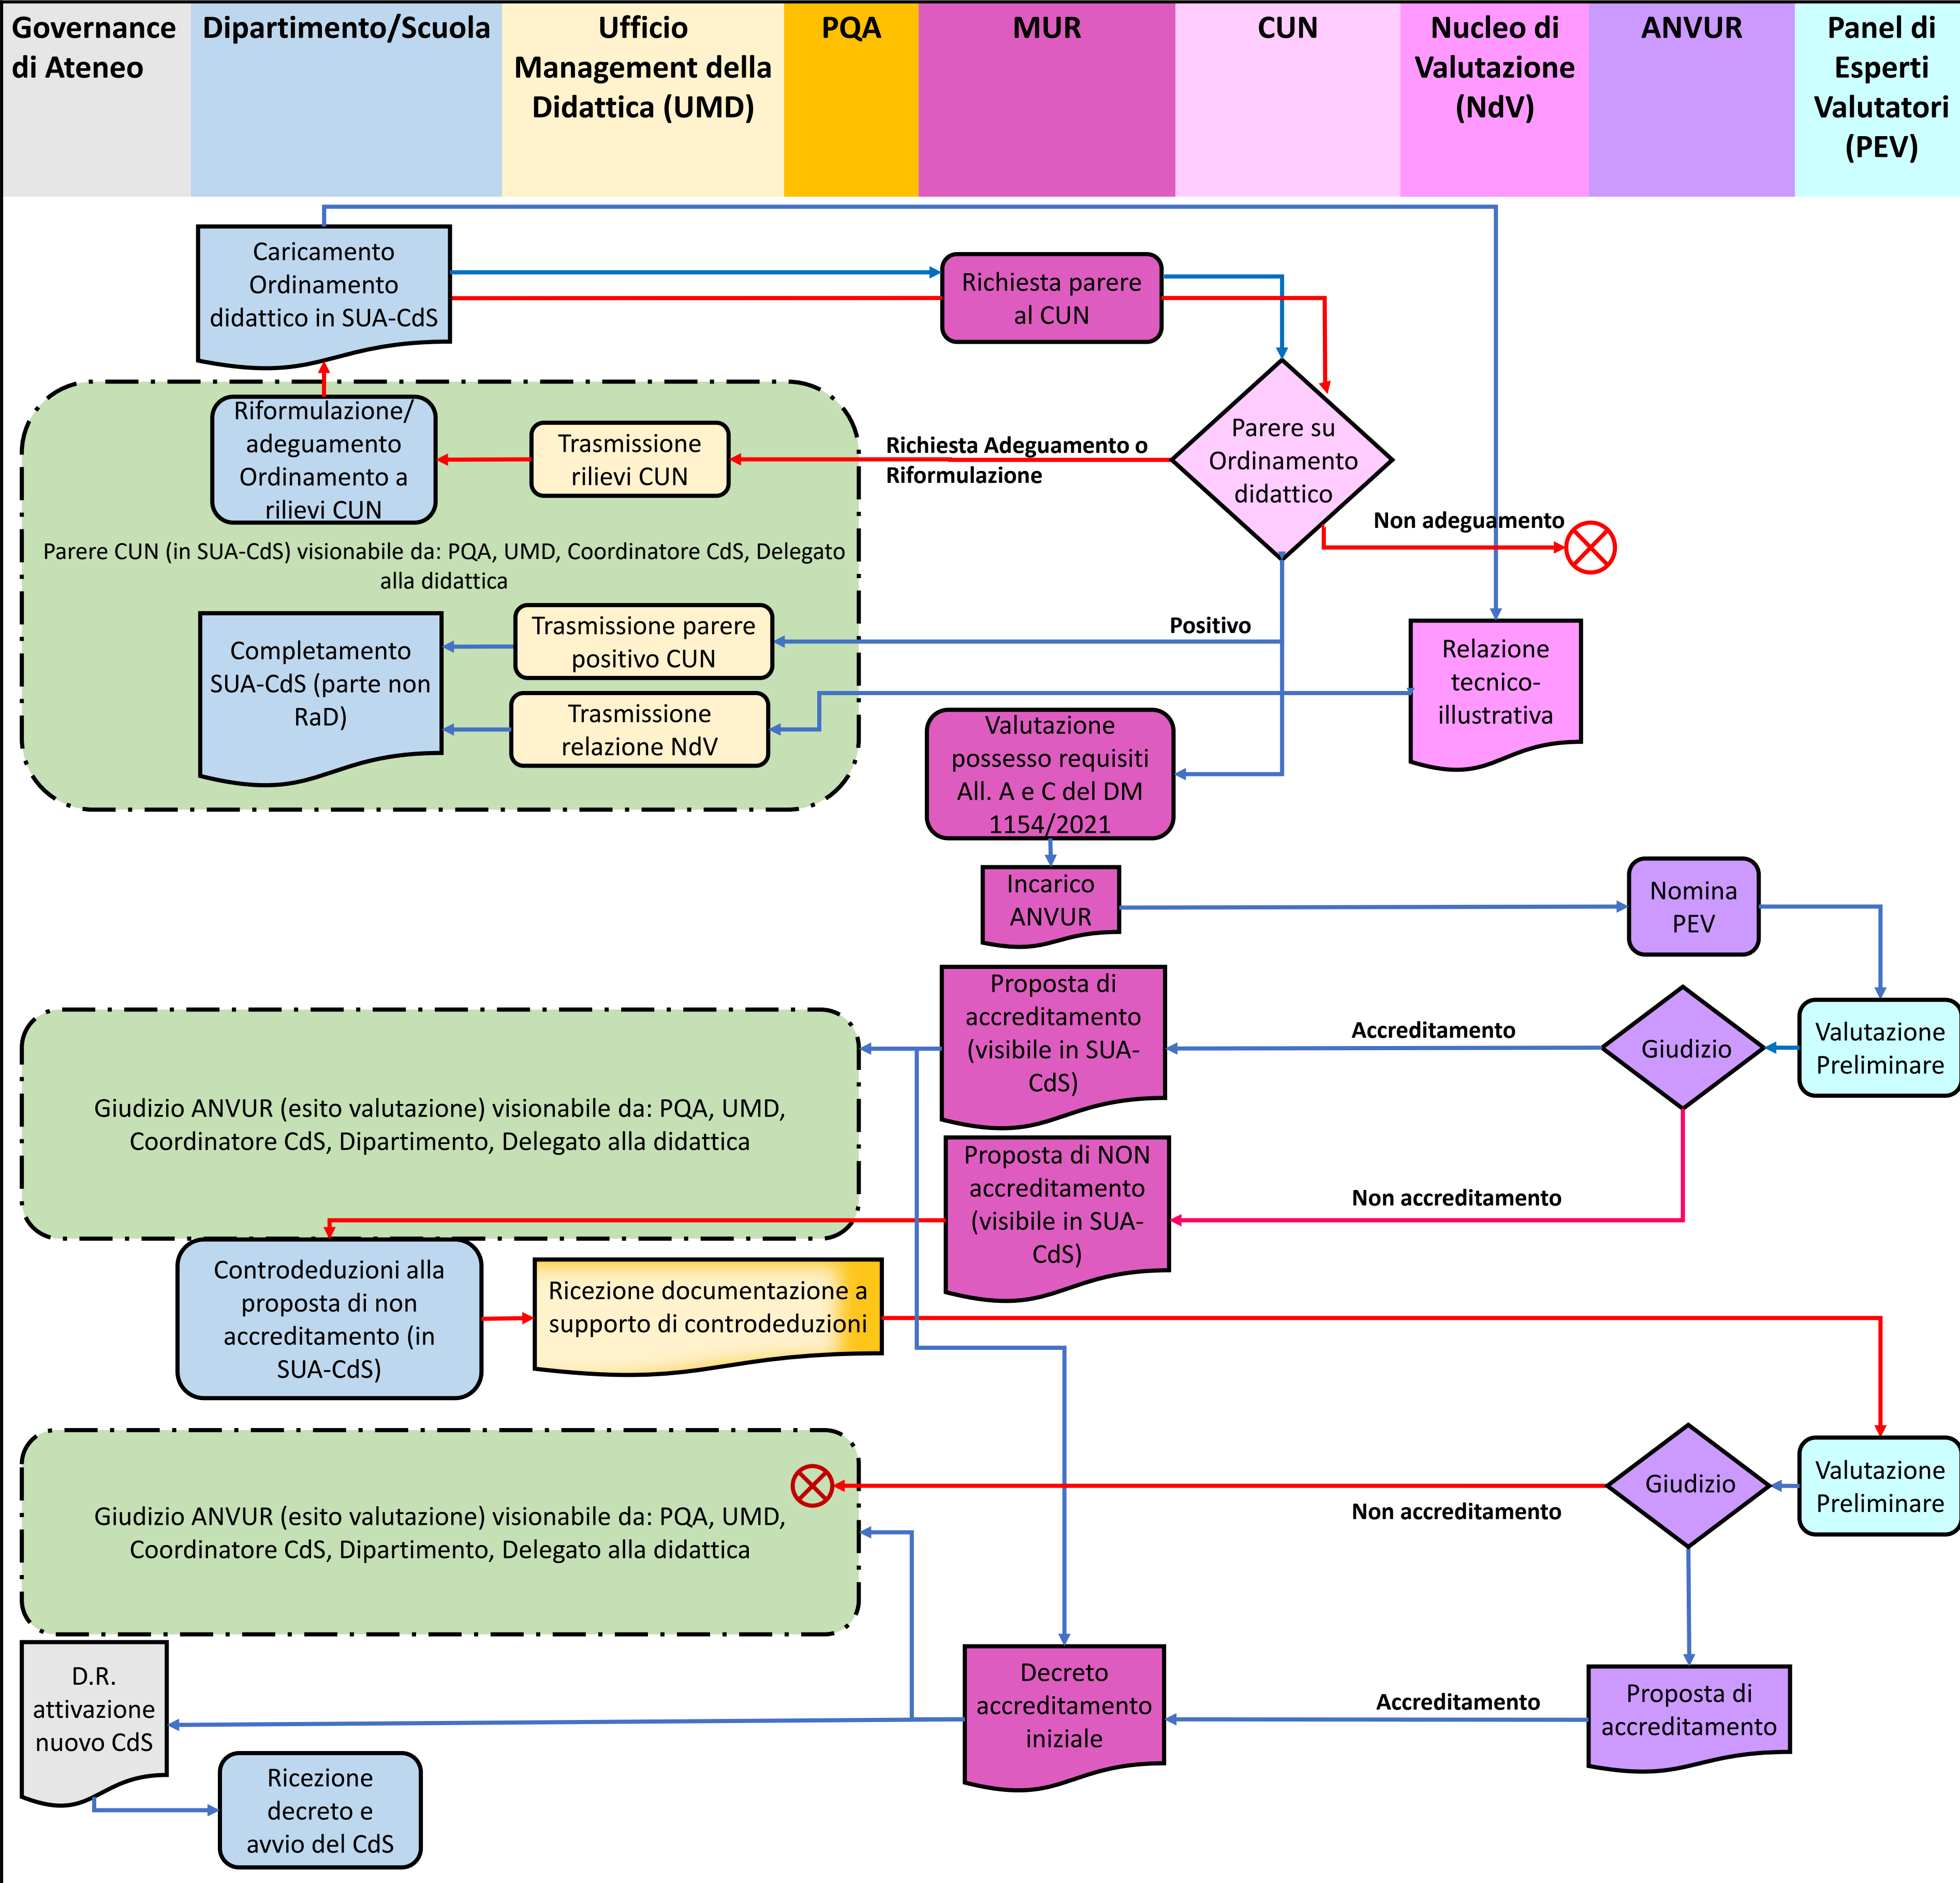 Governance
di Ateneo
Dipartimento/Scuola
Ufficio
Management della
Didattica (UMD)
PQA
MUR
CUN
Nucleo di
Valutazione
(NdV)
ANVUR
Panel di
Esperti
Valutatori
(PEV)
Caricamento
Ordinamento
didattico in SUA-CdS
Richiesta parere
al CUN
Parere su
Ordinamento
didattico
Richiesta Adeguamento o
Riformulazione
Trasmissione
rilievi CUN
Riformulazione/
adeguamento
Ordinamento a
rilievi CUN
Non adeguamento
Parere CUN (in SUA-CdS) visionabile da: PQA, UMD, Coordinatore CdS, Delegato
alla didattica
Positivo
Trasmissione parere
positivo CUN
Completamento
SUA-CdS (parte non
RaD)
Trasmissione
relazione NdV
Relazione
tecnico-
illustrativa
Valutazione
possesso requisiti
All. A e C del DM
1154/2021
Incarico
ANVUR
Nomina
PEV
Proposta di
accreditamento
(visibile in SUA-
CdS)
Accreditamento
Giudizio
Valutazione
Preliminare
Giudizio ANVUR (esito valutazione) visionabile da: PQA, UMD,
Coordinatore CdS, Dipartimento, Delegato alla didattica
Proposta di NON
accreditamento
(visibile in SUA-
CdS)
Non accreditamento
Controdeduzioni alla
proposta di non
accreditamento (in
SUA-CdS)
Ricezione documentazione a
supporto di controdeduzioni
Giudizio
Valutazione
Preliminare
Non accreditamento
Giudizio ANVUR (esito valutazione) visionabile da: PQA, UMD,
Coordinatore CdS, Dipartimento, Delegato alla didattica
D.R.
attivazione
nuovo CdS
Decreto
accreditamento
iniziale
Accreditamento
Proposta di
accreditamento
Ricezione
decreto e
avvio del CdS